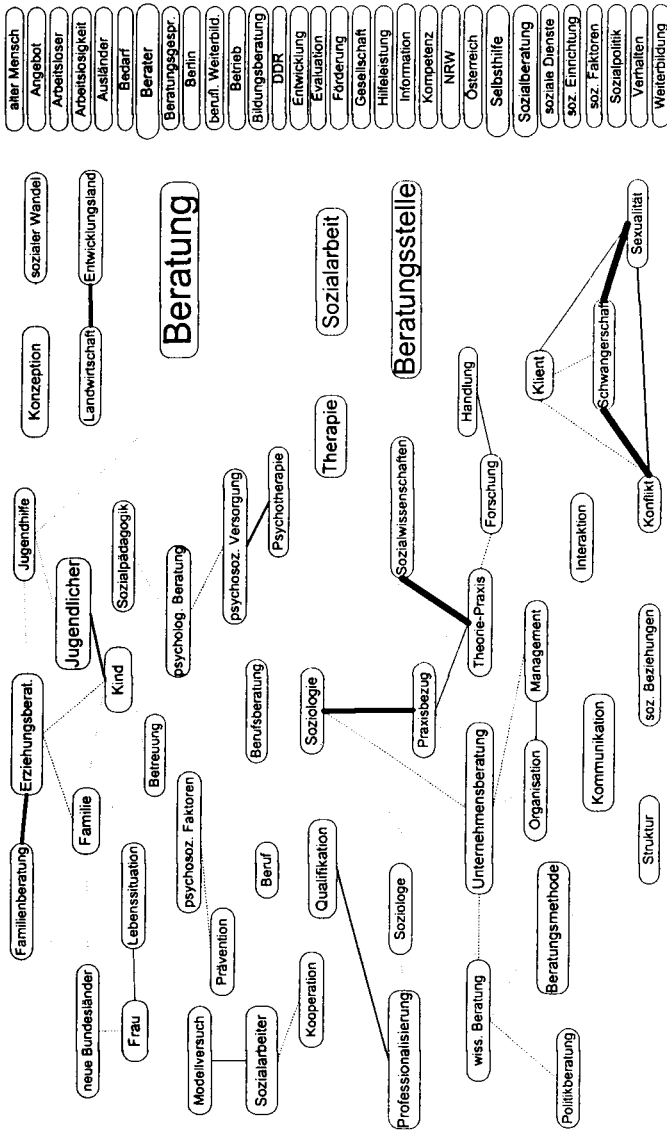 Familienberatung
Erziehungsberat.
Jugendhilfe
Konzeption
sozialer Wandel
neue Bundesländer
Familie
Jugendlicher
Landwirtschaft
Entwicklungsland
Frau
Lebenssituation
Kind
Sozialpädagogik
Betreuung
Modellversuch
psychosoz. Faktoren
psycholog. Beratung
Beratung
Prävention
psychosoz. Versorgung
Sozialarbeiter
Beruf
Berufsberatung
Psychotherapie
Kooperation
Qualifikation
Soziologie
Therapie
Sozialarbeit
Professionalisierung
Soziologe
Praxisbezug
Sozialwissenschaften
Beratungsstelle
wiss. Beratung
Unternehmensberatung
Theorie-Praxis
Forschung
Handlung
Politikberatung
Beratungsmethode
Organisation
Management
Klient
Kommunikation
Interaktion
Schwangerschaft
Struktur
soz. Beziehungen
Konflikt
Sexualität
alter Mensch
Angebot
Arbeitsloser
Arbeitslosigkeit
Ausländer
Bedarf
Berater
Beratungsgespr.
Berlin
berufl. Weiterbild.
Betrieb
Bildungsberatung
DDR
Entwicklung
Evaluation
Förderung
Gesellschaft
Hilfeleistung
Information
Kompetenz
NRW
Österreich
Selbsthilfe
Sozialberatung
soziale Dienste
soz. Einrichtung
soz. Faktoren
Sozialpolitik
Verhalten
Weiterbildung